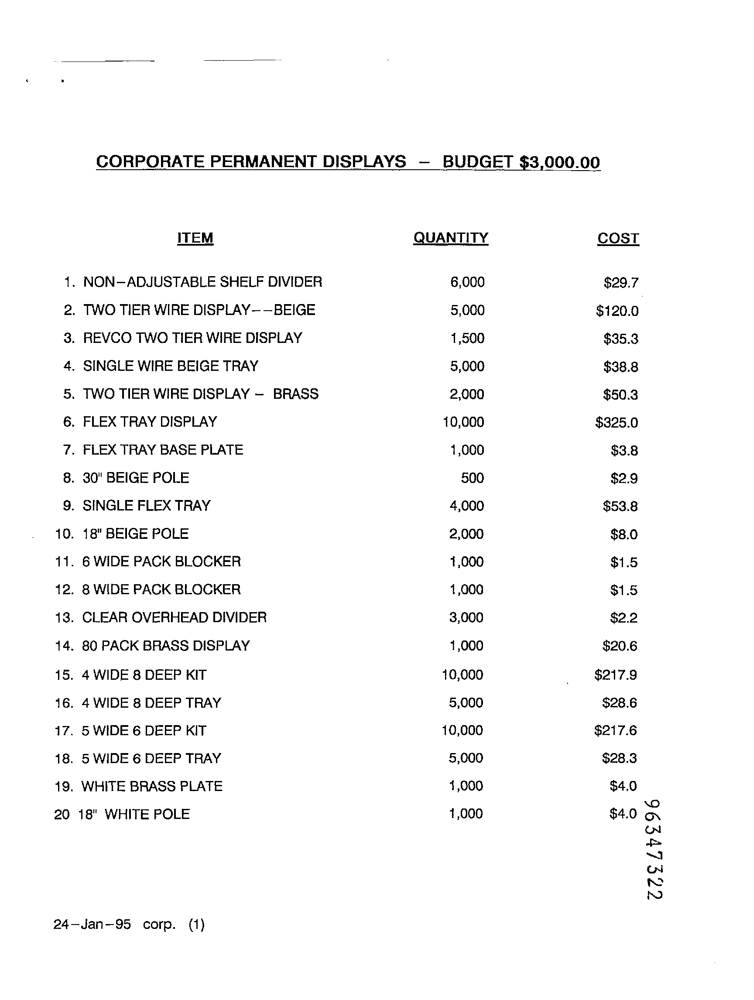 CORPORATE PERMANENT DISPLAYS – BUDGET $3,000.00
ITEM QUANTITY COST
1. NON–ADJUSTABLE SHELF DIVIDER 6,000 $29.7
2. TWO TIER WIRE DISPLAY––BEIGE 5,000 $120.0
3. REVCO TWO TIER WIRE DISPLAY 1,500 $35.3
4. SINGLE WIRE BEIGE TRAY 5,000 $38.8
5. TWO TIER WIRE DISPLAY – BRASS 2,000 $50.3
6. FLEX TRAY DISPLAY 10,000 $325.0
7. FLEX TRAY BASE PLATE 1,000 $3.8
8. 30" BEIGE POLE 500 $2.9
9. SINGLE FLEX TRAY 4,000 $53.8
10. 18" BEIGE POLE 2,000 $8.0
11. 6 WIDE PACK BLOCKER 1,000 $1.5
12. 8 WIDE PACK BLOCKER 1,000 $1.5
13. CLEAR OVERHEAD DIVIDER 3,000 $2.2
14. 80 PACK BRASS DISPLAY 1,000 $20.6
15. 4 WIDE 8 DEEP KIT 10,000 $217.9
16. 4 WIDE 8 DEEP TRAY 5,000 $28.6
17. 5 WIDE 6 DEEP KIT 10,000 $217.6
18. 5 WIDE 6 DEEP TRAY 5,000 $28.3
19. WHITE BRASS PLATE 1,000 $4.0
20 18" WHITE POLE 1,000 $4.0
96347322
24–Jan–95 corp. (1)